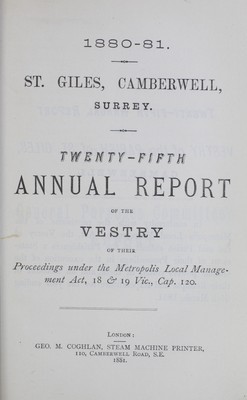 1880-81.
ST. GILES, CAMBERWELL,
SURREY.
TWENTY-FIFTH
ANNUAL REPORT
OF THE
VESTRY
OF THEIR
Proceedings under the Metropolis Local Manage-
ment Act, 18 & 19 Vic., Cap. 120.
LONDON:
GEO. M. COGHLAN, STEAM MACHINE PRINTER,
110, CAMBERWELL ROAD, S.E.
1881.